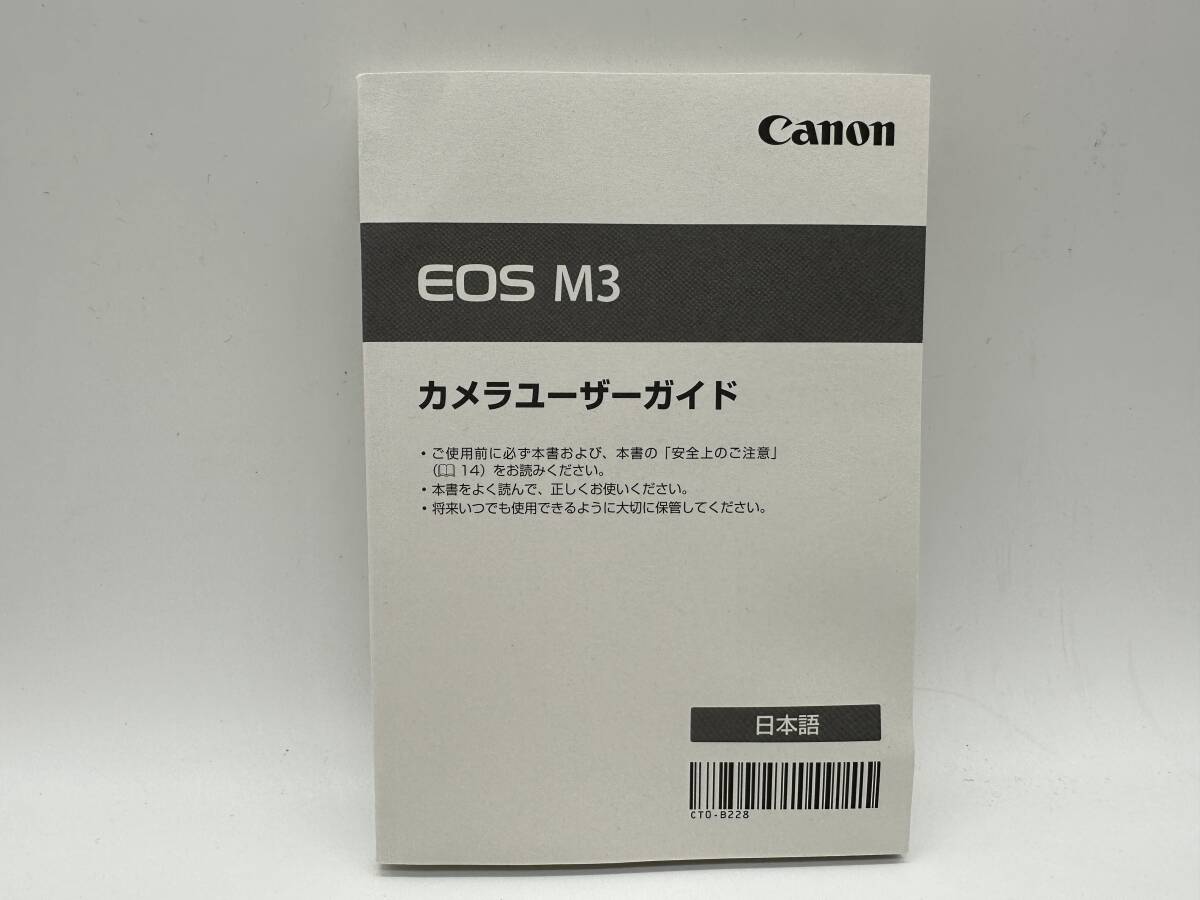 Canon
EOS M3
カメラユーザーガイド
・ご使用前に必ず本書および、本書の「安全上のご注意」
（📖 14）をお読みください。
・本書をよく読んで、正しくお使いください。
・将来いつでも使用できるように大切に保管してください。
日本語
CT0-B228